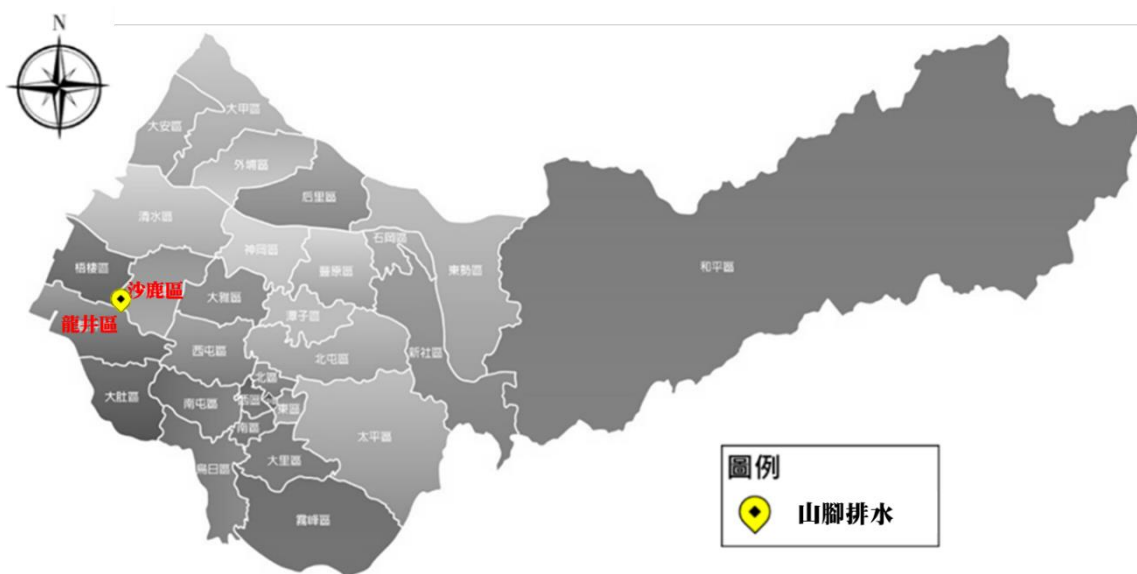 N
大甲區
大安區
外埔區
后里區
清水區
神岡區
豐原區
石岡區
東勢區
和平區
梧棲區
沙鹿區
大雅區
潭子區
龍井區
西屯區
北屯區
新社區
大肚區
南屯區
北區
西區
東區
南區
太平區
烏日區
大里區
霧峰區
圖例
山腳排水